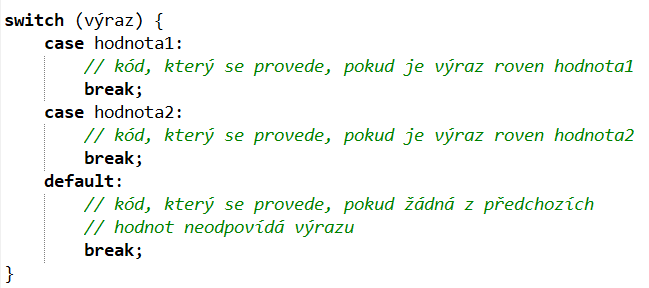 switch (výraz) {
    case hodnota1:
        // kód, který se provede, pokud je výraz roven hodnota1
        break;
    case hodnota2:
        // kód, který se provede, pokud je výraz roven hodnota2
        break;
    default:
        // kód, který se provede, pokud žádná z předchozích
        // hodnot neodpovídá výrazu
        break;
}